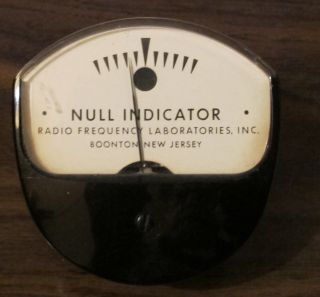 NULL INDICATOR
RADIO FREQUENCY LABORATORIES, INC.
BOONTON NEW JERSEY